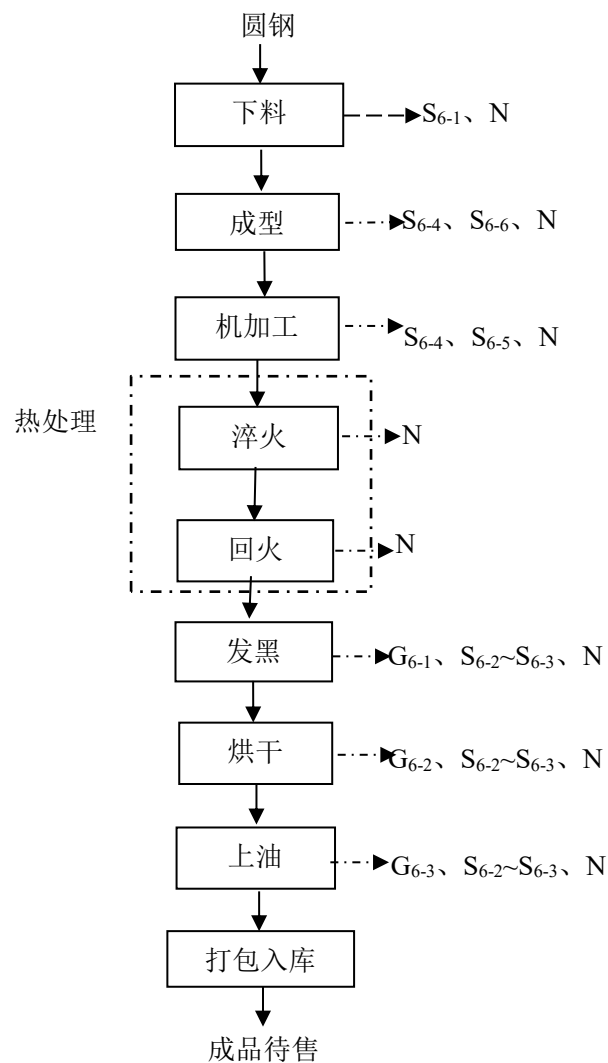 圆钢
下料
S6-1、N
成型
S6-4、S6-6、N
机加工
S6-4、S6-5、N
热处理
淬火
N
回火
N
发黑
G6-1、S6-2~S6-3、N
烘干
G6-2、S6-2~S6-3、N
上油
G6-3、S6-2~S6-3、N
打包入库
成品待售